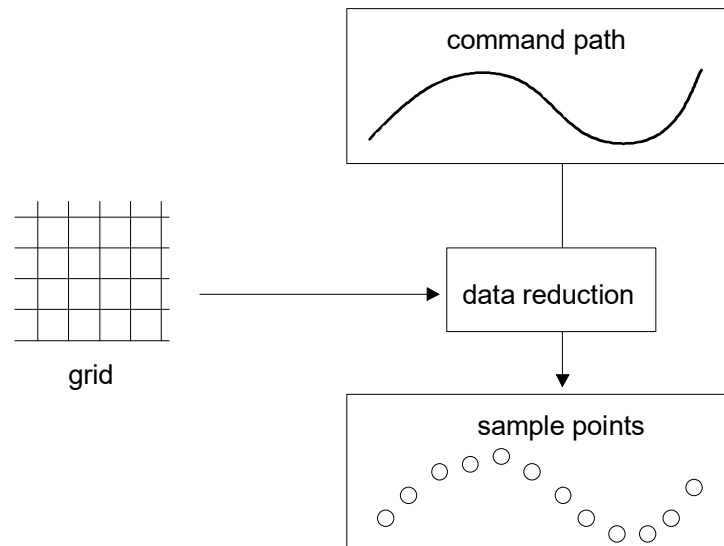 command path
data reduction
grid
sample points